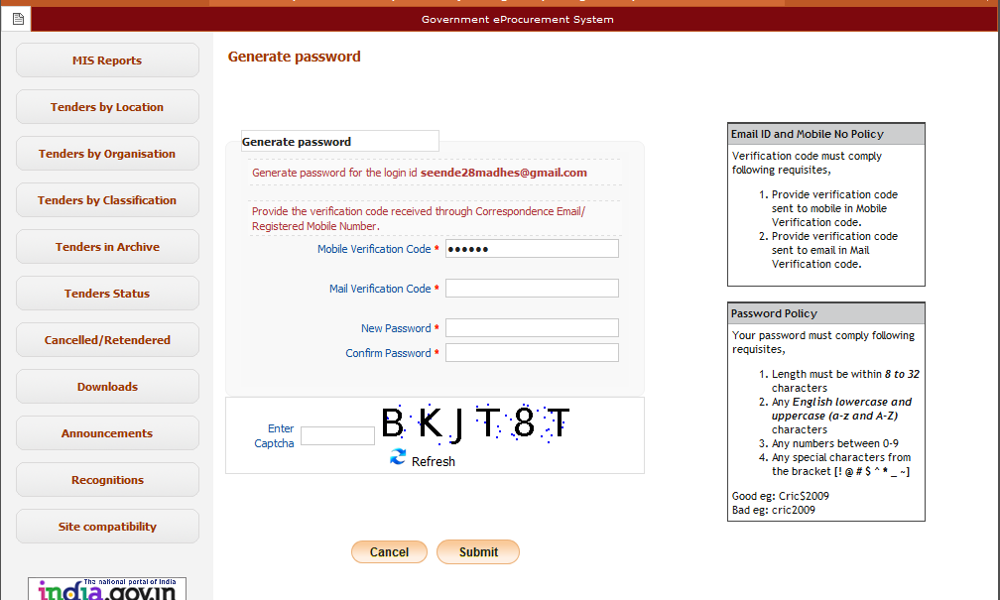 Government eProcurement System
MIS Reports
Tenders by Location
Tenders by Organisation
Tenders by Classification
Tenders in Archive
Tenders Status
Cancelled/Retendered
Downloads
Announcements
Recognitions
Site compatibility
The national portal of India
india.gov.in
Generate password
Generate password
Generate password for the login id seende28madhes@gmail.com
Provide the verification code received through Correspondence Email/
Registered Mobile Number.
Mobile Verification Code * ●●●●●●
Mail Verification Code *
New Password *
Confirm Password *
Enter
Captcha
BKJT8T
Refresh
Cancel
Submit
Email ID and Mobile No Policy
Verification code must comply
following requisites,
1. Provide verification code
sent to mobile in Mobile
Verification code.
2. Provide verification code
sent to email in Mail
Verification code.
Password Policy
Your password must comply following
requisites,
1. Length must be within 8 to 32
characters
2. Any English lowercase and
uppercase (a-z and A-Z)
characters
3. Any numbers between 0-9
4. Any special characters from
the bracket [! @ # $ ^ * _ ~]
Good eg: Cric$2009
Bad eg: cric2009